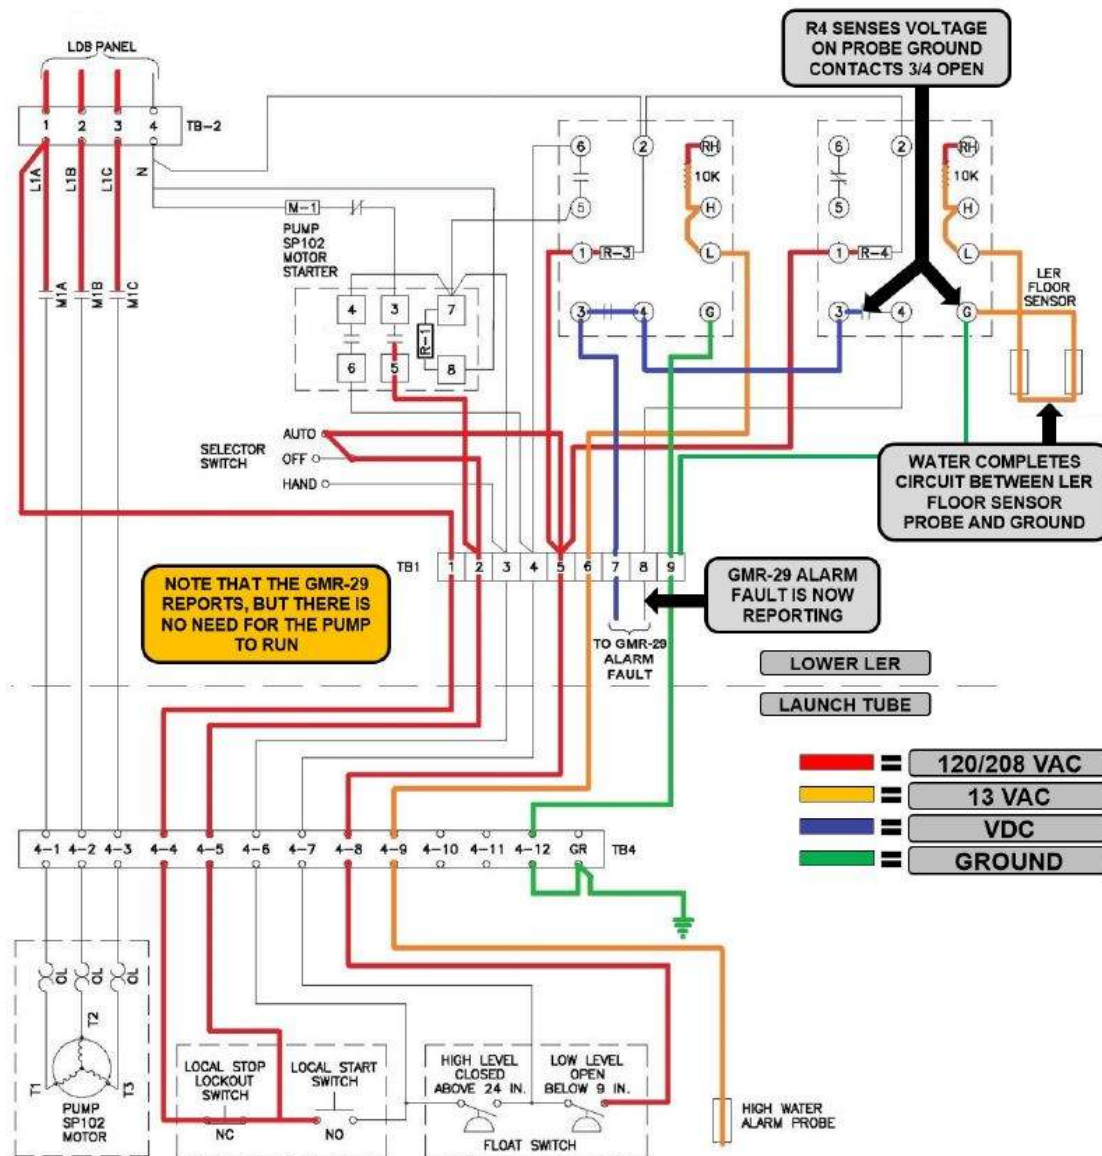 R4 SENSES VOLTAGE
ON PROBE GROUND
CONTACTS 3/4 OPEN
LDB PANEL
1 2 3 4 TB-2
L1A L1B L1C N
6 2 RH
10K
5 H
1 R-3 L
3 4 G
6 2 RH
10K
5 H
1 R-4 L
3 4 G
LER
FLOOR
SENSOR
M-1
PUMP
SP102
MOTOR
STARTER
M1A M1B M1C
4 3 7
R-1
6 5 8
SELECTOR
SWITCH
AUTO
OFF
HAND
WATER COMPLETES
CIRCUIT BETWEEN LER
FLOOR SENSOR
PROBE AND GROUND
TB1 1 2 3 4 5 6 7 8 9
NOTE THAT THE GMR-29
REPORTS, BUT THERE IS
NO NEED FOR THE PUMP
TO RUN
GMR-29 ALARM
FAULT IS NOW
REPORTING
TO GMR-29
ALARM
FAULT
LOWER LER
LAUNCH TUBE
= 120/208 VAC
= 13 VAC
= VDC
= GROUND
4-1 4-2 4-3 4-4 4-5 4-6 4-7 4-8 4-9 4-10 4-11 4-12 GR TB4
OL OL OL
T2
T1 T3
PUMP
SP102
MOTOR
LOCAL STOP
LOCKOUT
SWITCH
NC
LOCAL START
SWITCH
NO
HIGH LEVEL
CLOSED
ABOVE 24 IN.
LOW LEVEL
OPEN
BELOW 9 IN.
FLOAT SWITCH
HIGH WATER
ALARM PROBE